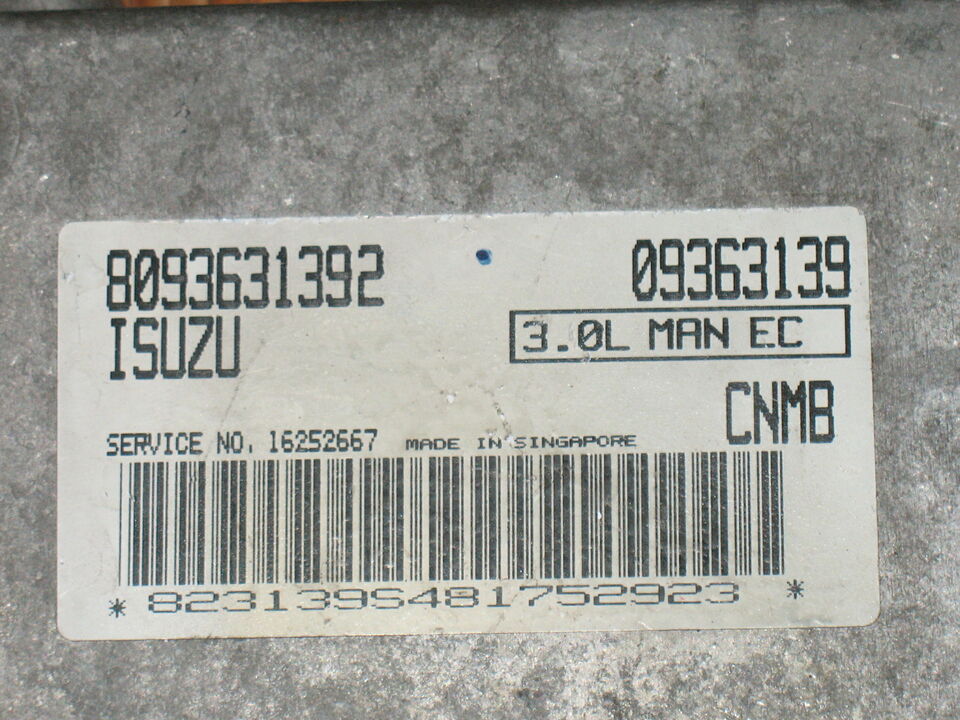 8093631392 09363139
ISUZU 3.0L MAN EC
CNMB
SERVICE NO. 16252667 MADE IN SINGAPORE
* 823139S481752923 *